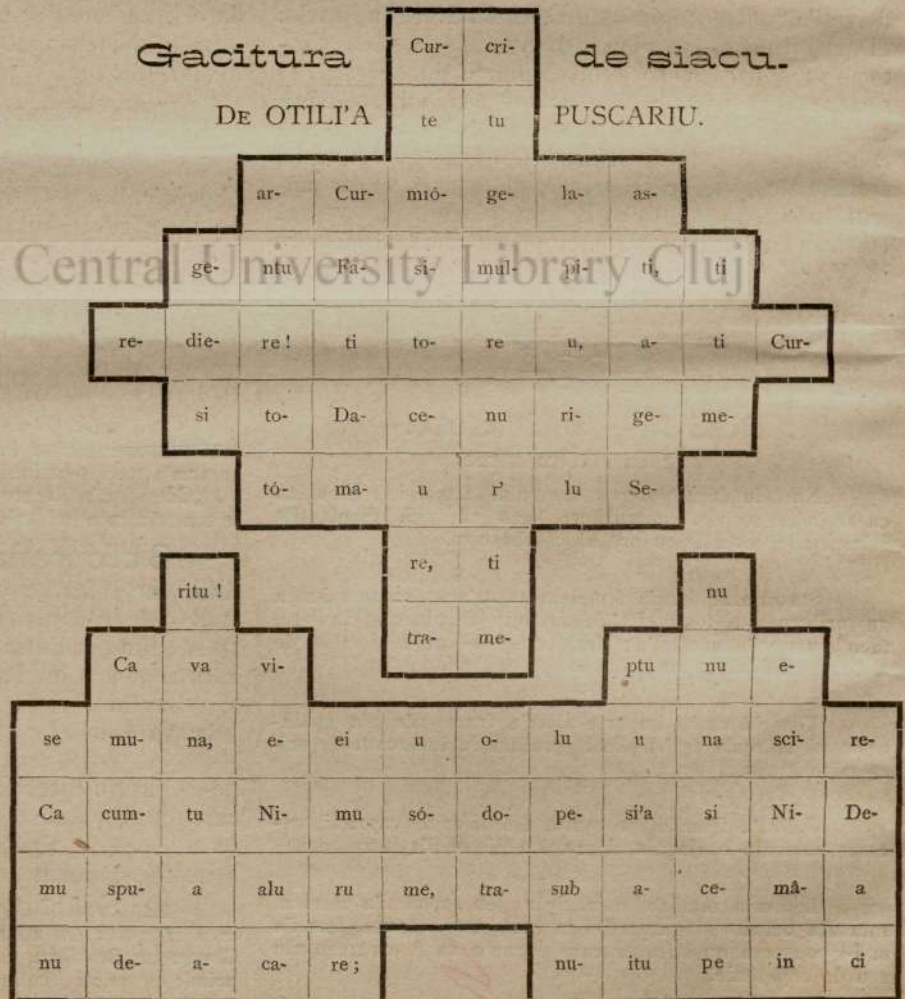 Gacitura de siacu.
DE OTILI'A PUSCARIU.
Cur- cri-
te tu
ar- Cur- mió- ge- la- as-
Central University Library Cluj
ge- ntu Fa- si- mul- pi- ti, ti
re- die- re! ti to- re u, a- ti Cur-
si to- Da- ce- nu ri- ge- me-
tó- ma- u r' lu Se-
re, ti
ritu! nu
tra- me-
Ca va vi- ptu nu e-
se mu- na, e- ei u o- lu u na sci- re-
Ca cum- tu Ni- mu só- do- pe- si'a si Ni- De-
mu spu- a alu ru me, tra- sub a- ce- mâ- a
nu de- a- ca- re; nu- itu pe in ci